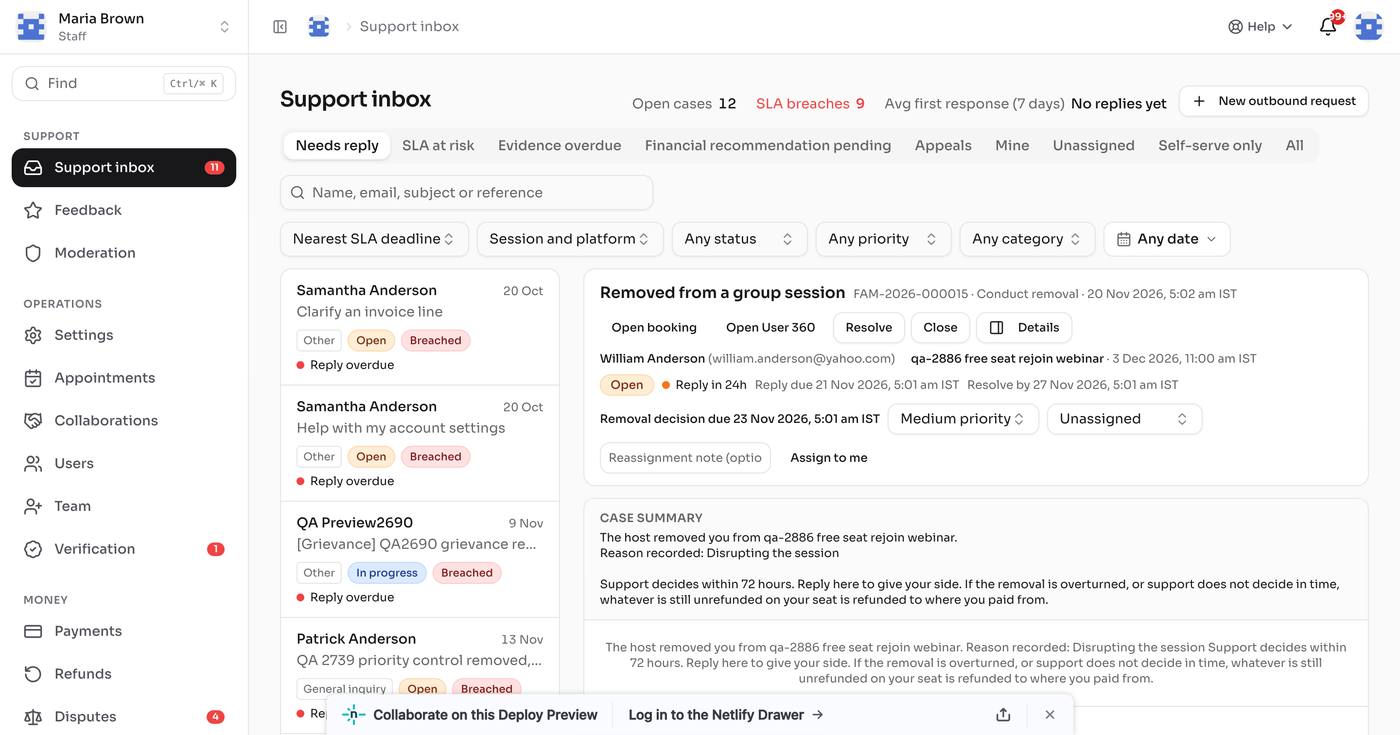 Maria Brown
Staff
Support inbox
Help
99+
Find
Ctrl/⌘ K
SUPPORT
Support inbox 11
Feedback
Moderation
OPERATIONS
Settings
Appointments
Collaborations
Users
Team
Verification 1
MONEY
Payments
Refunds
Disputes 4
Support inbox
Open cases 12 SLA breaches 9 Avg first response (7 days) No replies yet
New outbound request
Needs reply SLA at risk Evidence overdue Financial recommendation pending Appeals Mine Unassigned Self-serve only All
Name, email, subject or reference
Nearest SLA deadline Session and platform Any status Any priority Any category Any date
Samantha Anderson 20 Oct
Clarify an invoice line
Other Open Breached
Reply overdue
Samantha Anderson 20 Oct
Help with my account settings
Other Open Breached
Reply overdue
QA Preview2690 9 Nov
[Grievance] QA2690 grievance re...
Other In progress Breached
Reply overdue
Patrick Anderson 13 Nov
QA 2739 priority control removed,...
General inquiry Open Breached
Re
Removed from a group session FAM-2026-000015 · Conduct removal · 20 Nov 2026, 5:02 am IST
Open booking Open User 360 Resolve Close Details
William Anderson (william.anderson@yahoo.com) qa-2886 free seat rejoin webinar · 3 Dec 2026, 11:00 am IST
Open Reply in 24h Reply due 21 Nov 2026, 5:01 am IST Resolve by 27 Nov 2026, 5:01 am IST
Removal decision due 23 Nov 2026, 5:01 am IST Medium priority Unassigned
Reassignment note (optio Assign to me
CASE SUMMARY
The host removed you from qa-2886 free seat rejoin webinar.
Reason recorded: Disrupting the session
Support decides within 72 hours. Reply here to give your side. If the removal is overturned, or support does not decide in time,
whatever is still unrefunded on your seat is refunded to where you paid from.
The host removed you from qa-2886 free seat rejoin webinar. Reason recorded: Disrupting the session Support decides within
72 hours. Reply here to give your side. If the removal is overturned, or support does not decide in time, whatever is still
unrefunded on your seat is refunded to where you paid from.
Collaborate on this Deploy Preview Log in to the Netlify Drawer →